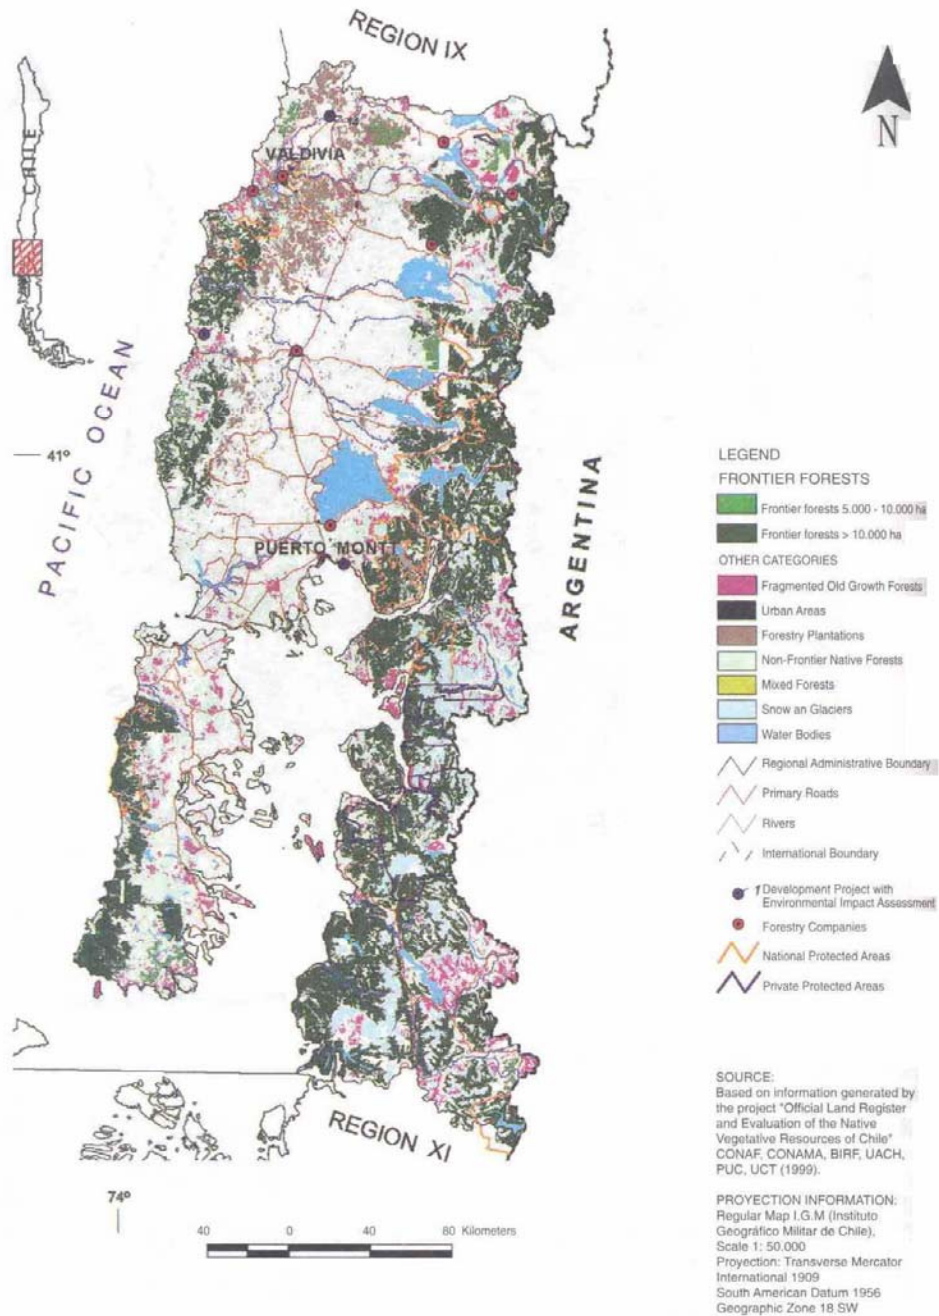 REGION IX
CHILE
N
VALDIVIA
PACIFIC OCEAN
41º
ARGENTINA
PUERTO MONTT
REGION XI
74º
40 0 40 80 Kilometers
LEGEND
FRONTIER FORESTS
Frontier forests 5.000 - 10.000 ha
Frontier forests > 10.000 ha
OTHER CATEGORIES
Fragmented Old Growth Forests
Urban Areas
Forestry Plantations
Non-Frontier Native Forests
Mixed Forests
Snow an Glaciers
Water Bodies
Regional Administrative Boundary
Primary Roads
Rivers
International Boundary
1 Development Project with
Environmental Impact Assessment
Forestry Companies
National Protected Areas
Private Protected Areas
SOURCE:
Based on information generated by
the project "Official Land Register
and Evaluation of the Native
Vegetative Resources of Chile"
CONAF, CONAMA, BIRF, UACH,
PUC, UCT (1999).
PROYECTION INFORMATION:
Regular Map I.G.M (Instituto
Geográfico Militar de Chile),
Scale 1: 50.000
Proyection: Transverse Mercator
International 1909
South American Datum 1956
Geographic Zone 18 SW